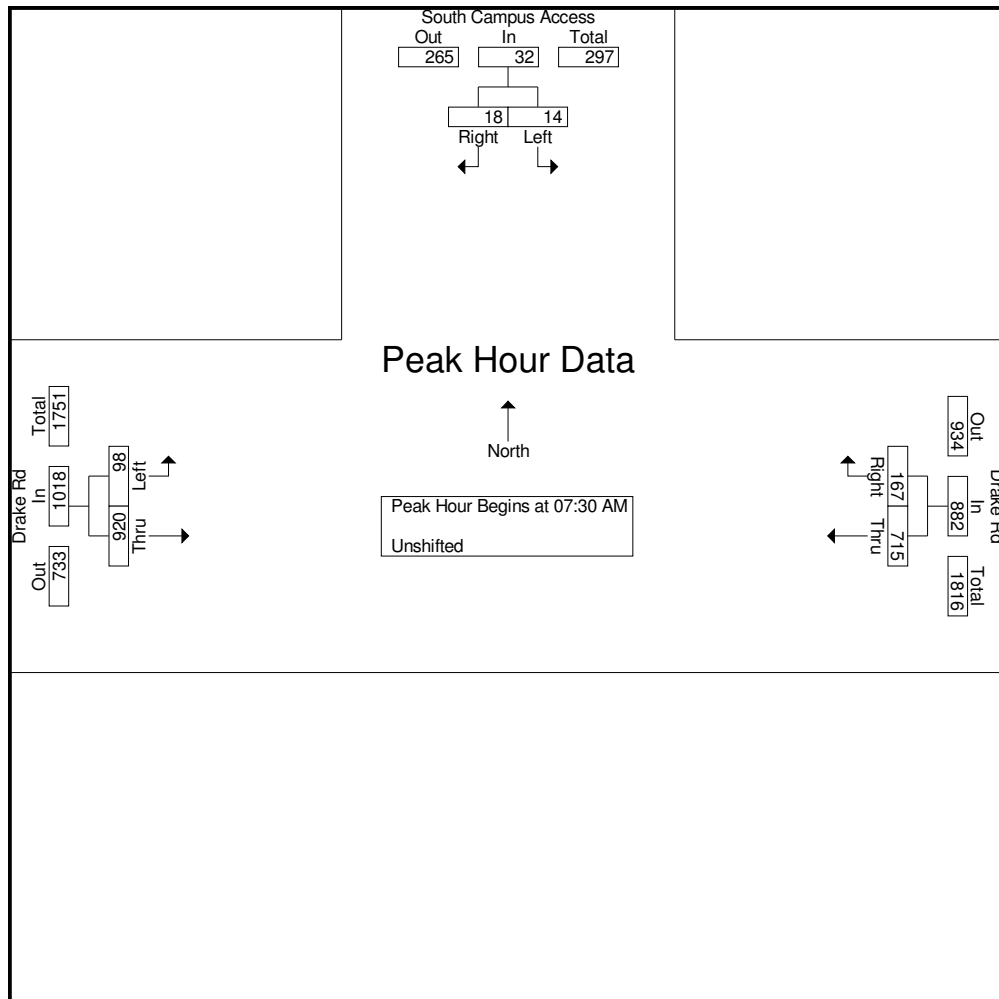 South Campus Access
Out In Total
265 32 297
18 14
Right Left
Peak Hour Data
North
Peak Hour Begins at 07:30 AM
Unshifted
Drake Rd
Total In Out
1751 1018 733
98 920
Left Thru
Drake Rd
Out In Total
934 882 1816
167 715
Right Thru